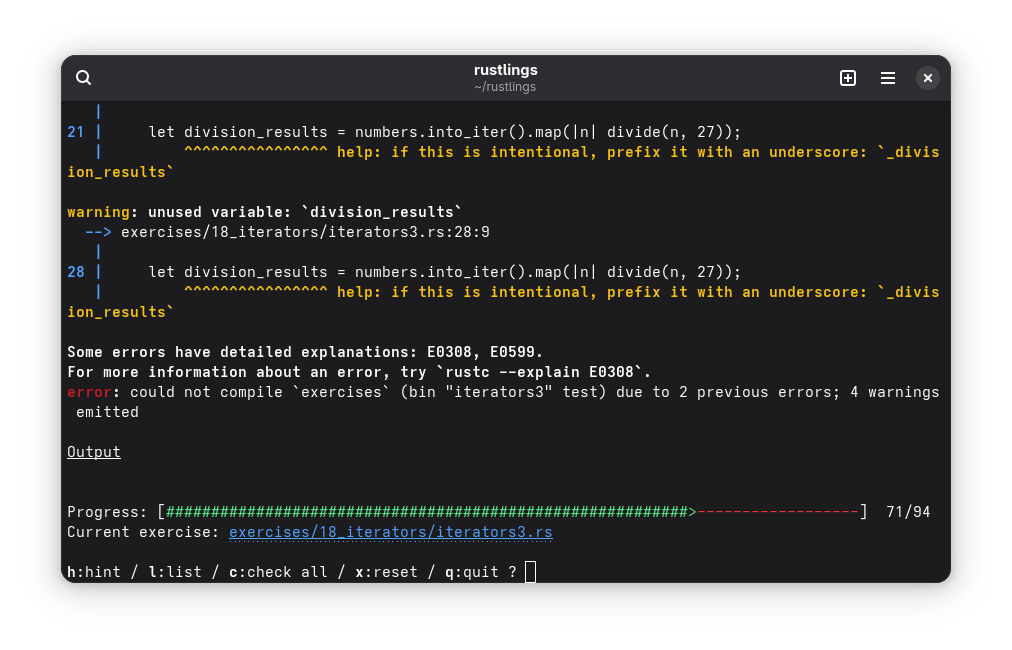 rustlings
~/rustlings
|
21 |     let division_results = numbers.into_iter().map(|n| divide(n, 27));
   |         ^^^^^^^^^^^^^^^^ help: if this is intentional, prefix it with an underscore: `_divis
ion_results`
warning: unused variable: `division_results`
  --> exercises/18_iterators/iterators3.rs:28:9
   |
28 |     let division_results = numbers.into_iter().map(|n| divide(n, 27));
   |         ^^^^^^^^^^^^^^^^ help: if this is intentional, prefix it with an underscore: `_divis
ion_results`
Some errors have detailed explanations: E0308, E0599.
For more information about an error, try `rustc --explain E0308`.
error: could not compile `exercises` (bin "iterators3" test) due to 2 previous errors; 4 warnings
 emitted
Output
Progress: [##########################################################>------------------]  71/94
Current exercise: exercises/18_iterators/iterators3.rs
h:hint / l:list / c:check all / x:reset / q:quit ?